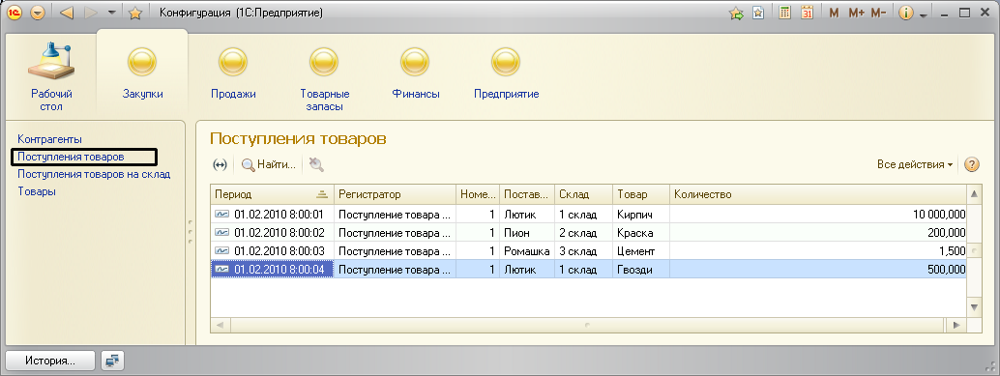 1С Конфигурация (1С:Предприятие) 31 M M+ M-
Рабочий стол Закупки Продажи Товарные запасы Финансы Предприятие
Контрагенты
Поступления товаров
Поступления товаров на склад
Товары
Поступления товаров
Найти... Все действия
Период Регистратор Номе... Постав... Склад Товар Количество
01.02.2010 8:00:01 Поступление товара ... 1 Лютик 1 склад Кирпич 10 000,000
01.02.2010 8:00:02 Поступление товара ... 1 Пион 2 склад Краска 200,000
01.02.2010 8:00:03 Поступление товара ... 1 Ромашка 3 склад Цемент 1,500
01.02.2010 8:00:04 Поступление товара ... 1 Лютик 1 склад Гвозди 500,000
История...